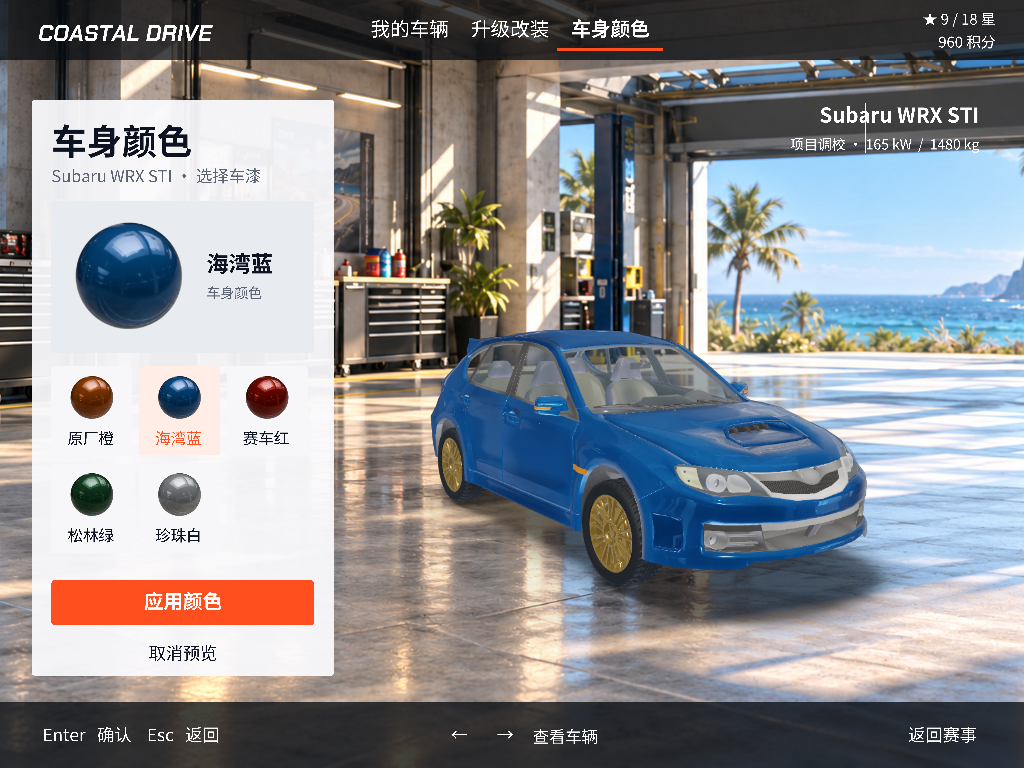 COASTAL DRIVE
我的车辆 升级改装 车身颜色
★ 9 / 18 星
960 积分
车身颜色
Subaru WRX STI · 选择车漆
海湾蓝
车身颜色
原厂橙 海湾蓝 赛车红
松林绿 珍珠白
应用颜色
取消预览
Subaru WRX STI
项目调校 · 165 kW / 1480 kg
Enter 确认 Esc 返回
← → 查看车辆
返回赛事